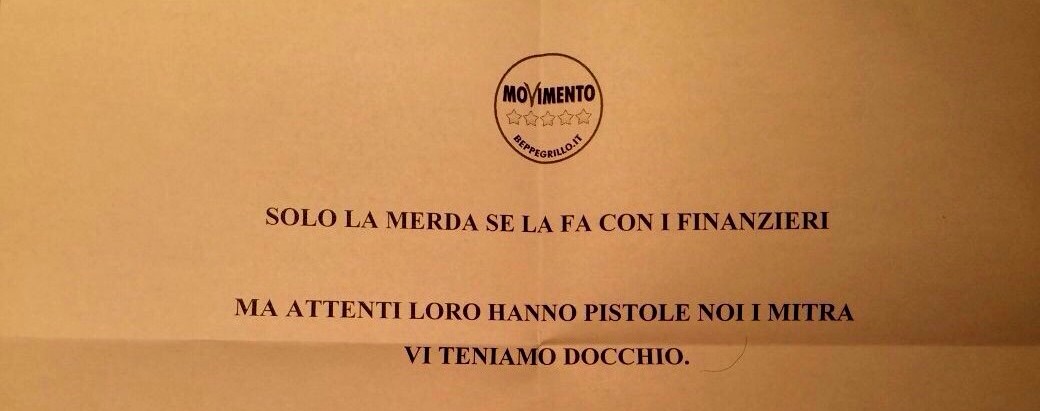 MOVIMENTO
BEPPEGRILLO.IT
SOLO LA MERDA SE LA FA CON I FINANZIERI
MA ATTENTI LORO HANNO PISTOLE NOI I MITRA
VI TENIAMO DOCCHIO.